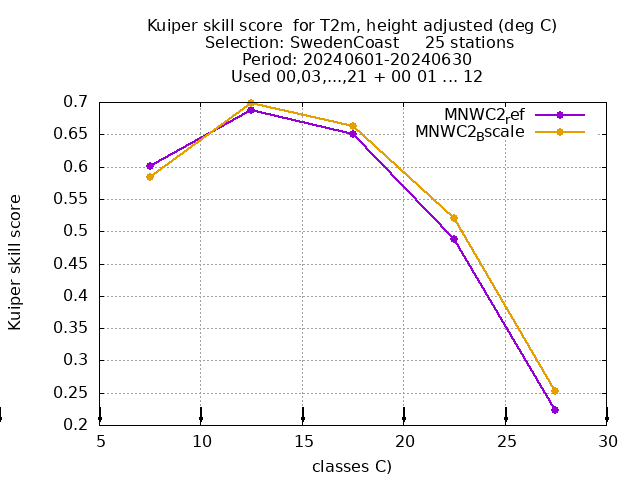 Kuiper skill score  for T2m, height adjusted (deg C)
Selection: SwedenCoast     25 stations
Period: 20240601-20240630
Used 00,03,...,21 + 00 01 ... 12
MNWC2ref
MNWC2Bscale
Kuiper skill score
0.7
0.65
0.6
0.55
0.5
0.45
0.4
0.35
0.3
0.25
0.2
5 10 15 20 25 30
classes C)